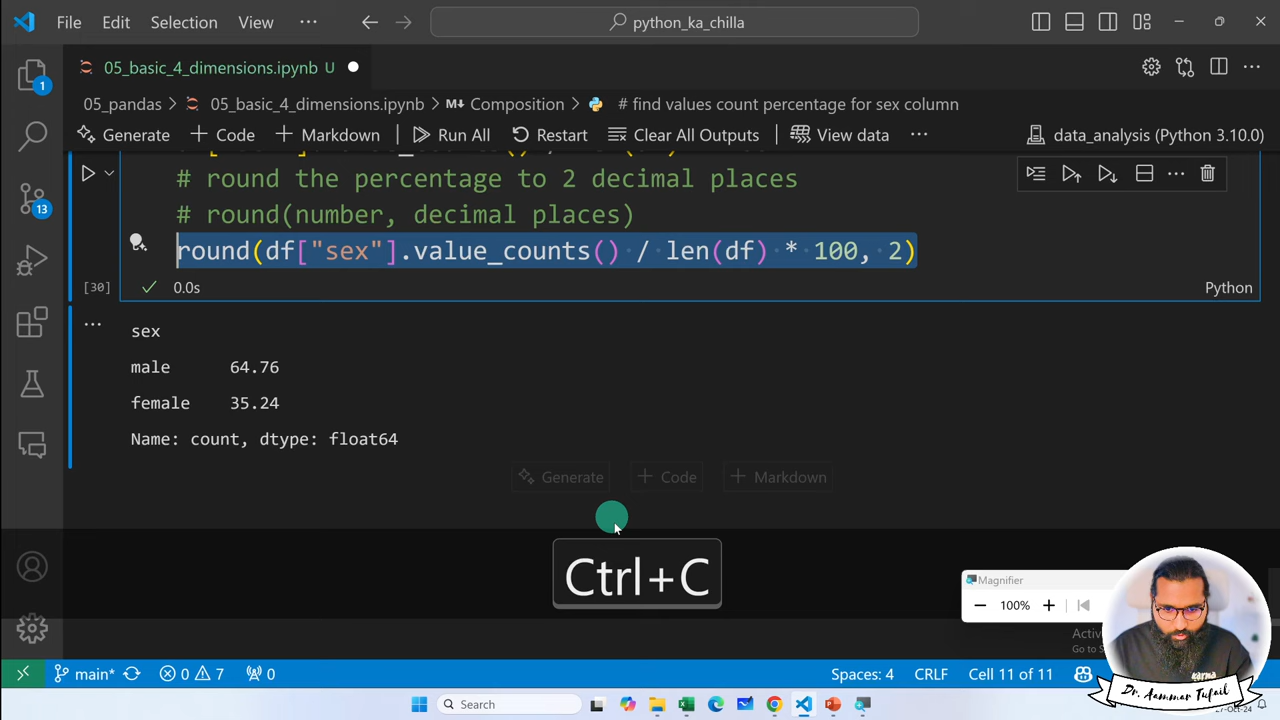 File Edit Selection View ··· python_ka_chilla
05_basic_4_dimensions.ipynb U
1
05_pandas > 05_basic_4_dimensions.ipynb > Composition > # find values count percentage for sex column
Generate + Code + Markdown Run All Restart Clear All Outputs View data ··· data_analysis (Python 3.10.0)
# round the percentage to 2 decimal places
# round(number, decimal places)
13
round(df["sex"].value_counts() / len(df) * 100, 2)
[30] 0.0s Python
sex
male 64.76
female 35.24
Name: count, dtype: float64
Generate + Code + Markdown
Ctrl+C
Magnifier
100%
Dr. Aammar Tufail
main* 0 7 0 Spaces: 4 CRLF Cell 11 of 11
Search